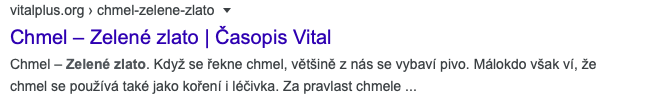 vitalplus.org › chmel-zelene-zlato
Chmel – Zelené zlato | Časopis Vital
Chmel – Zelené zlato. Když se řekne chmel, většině z nás se vybaví pivo. Málokdo však ví, že
chmel se používá také jako koření i léčivka. Za pravlast chmele ...